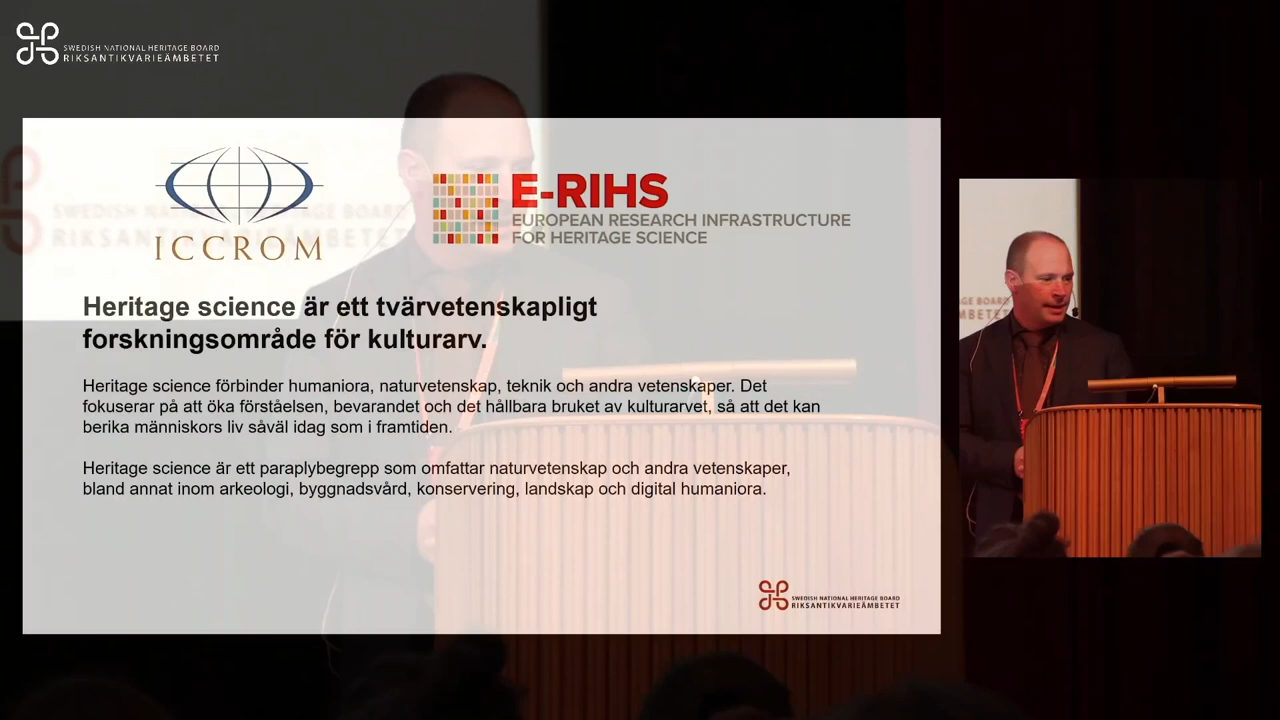 SWEDISH NATIONAL HERITAGE BOARD
RIKSANTIKVARIEÄMBETET
ICCROM
E-RIHS
EUROPEAN RESEARCH INFRASTRUCTURE
FOR HERITAGE SCIENCE
Heritage science är ett tvärvetenskapligt
forskningsområde för kulturarv.
Heritage science förbinder humaniora, naturvetenskap, teknik och andra vetenskaper. Det
fokuserar på att öka förståelsen, bevarandet och det hållbara bruket av kulturarvet, så att det kan
berika människors liv såväl idag som i framtiden.
Heritage science är ett paraplybegrepp som omfattar naturvetenskap och andra vetenskaper,
bland annat inom arkeologi, byggnadsvård, konservering, landskap och digital humaniora.
SWEDISH NATIONAL HERITAGE BOARD
RIKSANTIKVARIEÄMBETET